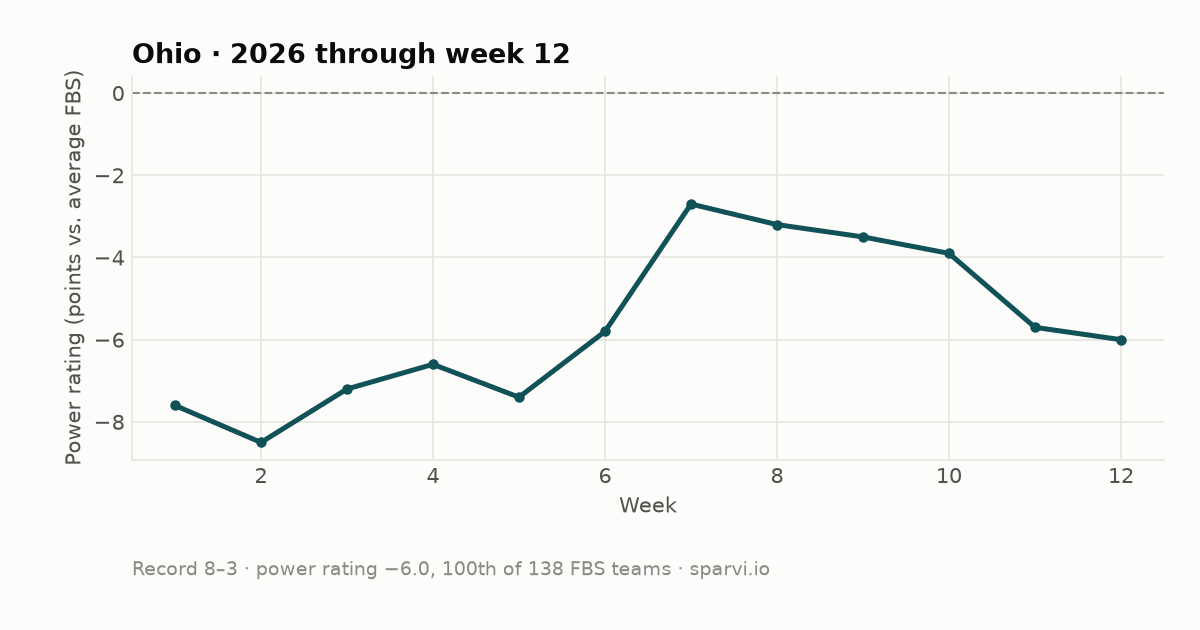 Ohio · 2026 through week 12
Power rating (points vs. average FBS)
0
−2
−4
−6
−8
2 4 6 8 10 12
Week
Record 8–3 · power rating −6.0, 100th of 138 FBS teams · sparvi.io